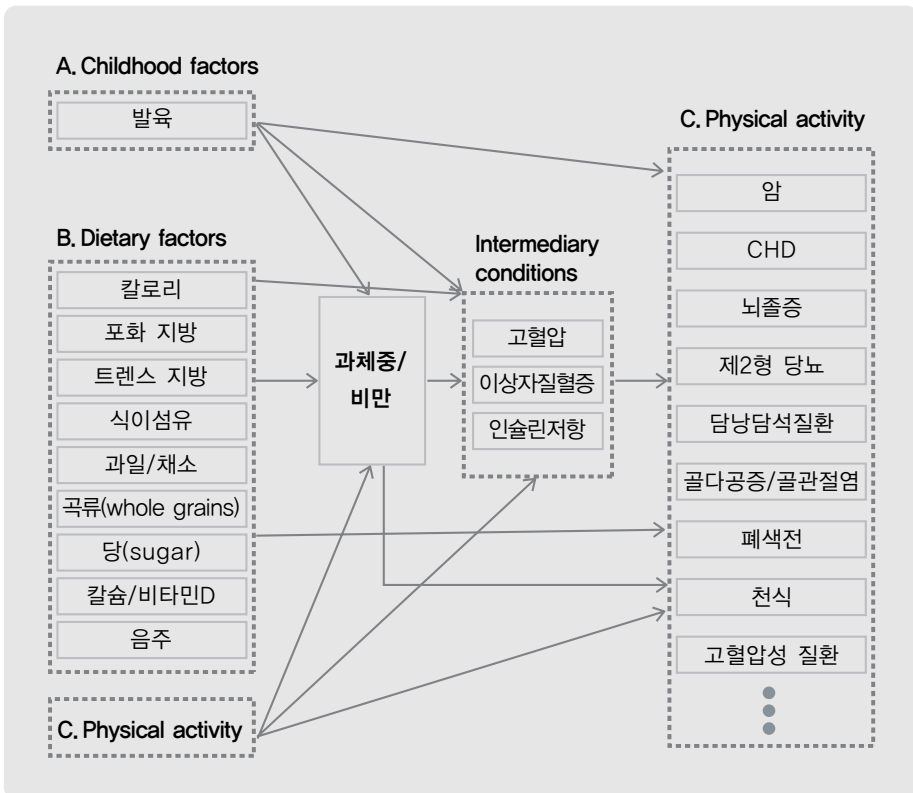 A. Childhood factors
발육
B. Dietary factors
칼로리
포화 지방
트렌스 지방
식이섬유
과일/채소
곡류(whole grains)
당(sugar)
칼슘/비타민D
음주
C. Physical activity
과체중/
비만
Intermediary
conditions
고혈압
이상자질혈증
인슐린저항
C. Physical activity
암
CHD
뇌졸증
제2형 당뇨
담낭담석질환
골다공증/골관절염
폐색전
천식
고혈압성 질환